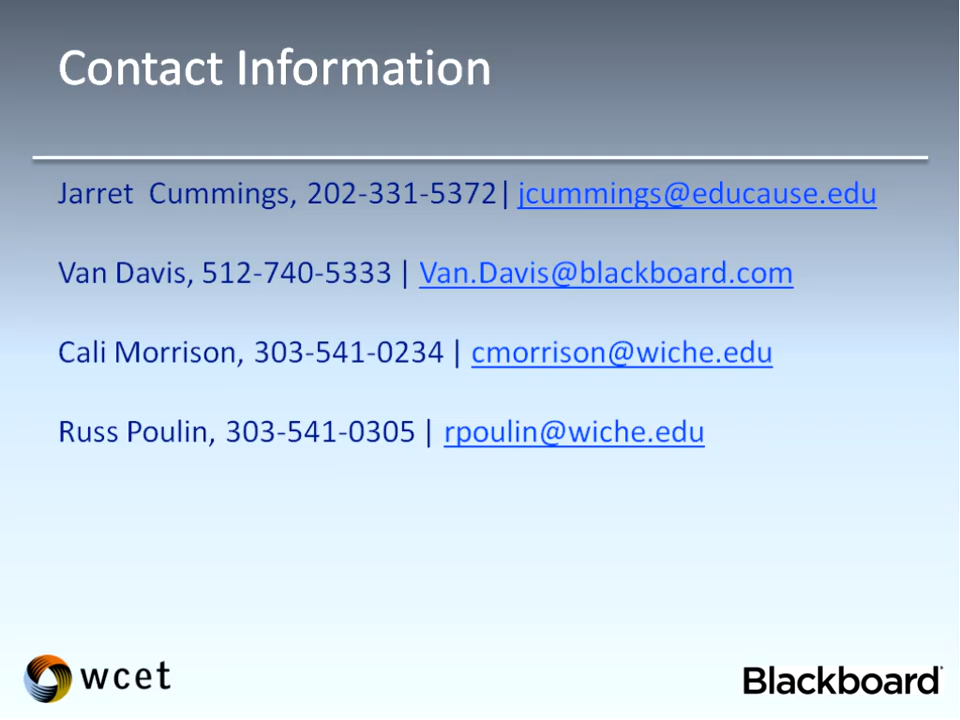 Contact Information
Jarret Cummings, 202-331-5372| jcummings@educause.edu
Van Davis, 512-740-5333 | Van.Davis@blackboard.com
Cali Morrison, 303-541-0234 | cmorrison@wiche.edu
Russ Poulin, 303-541-0305 | rpoulin@wiche.edu
wcet
Blackboard